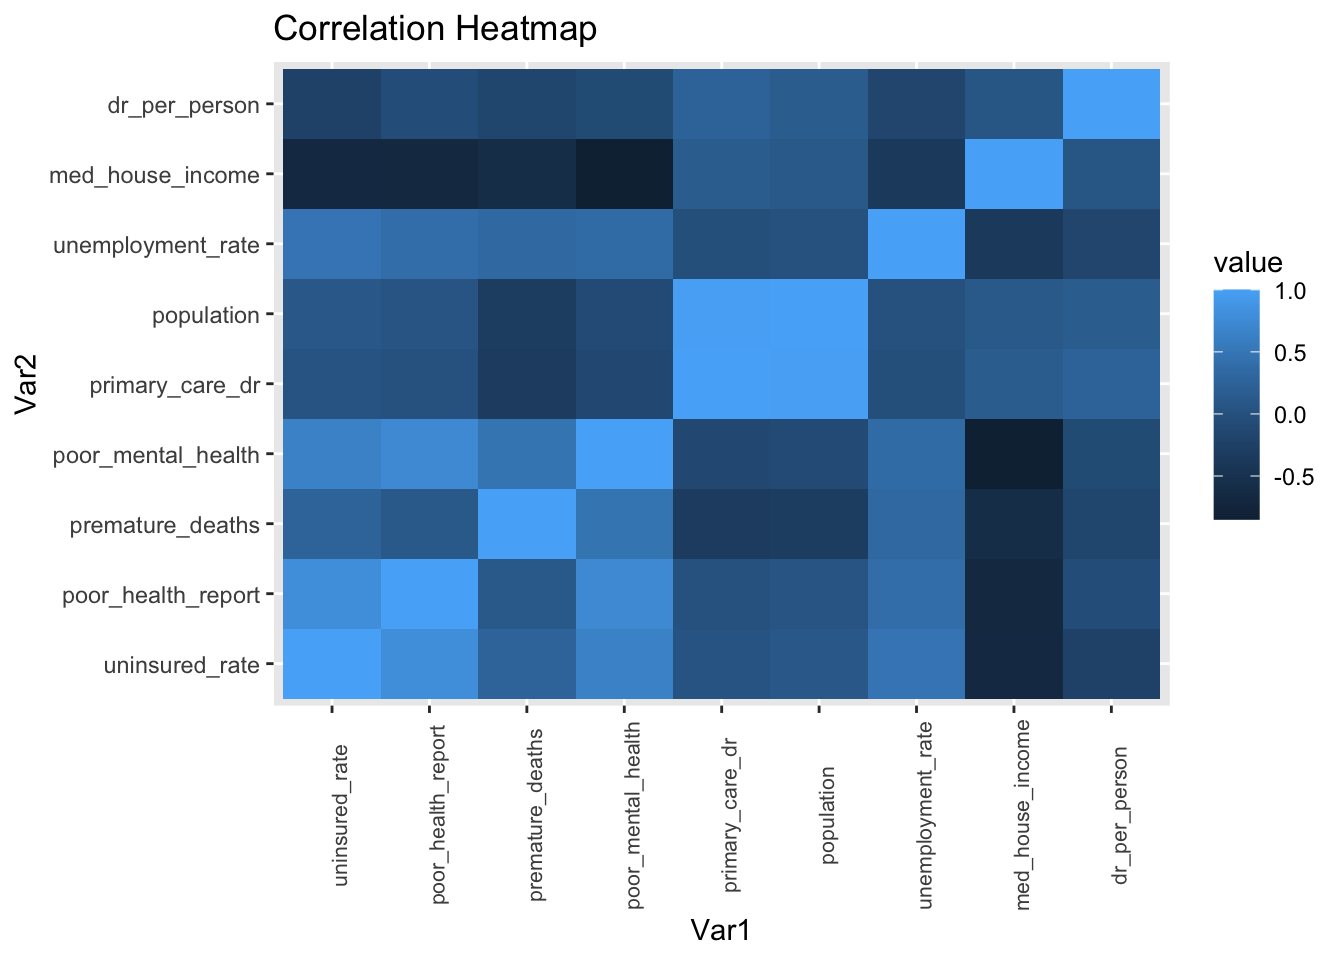 Correlation Heatmap
dr_per_person
med_house_income
unemployment_rate
population
primary_care_dr
poor_mental_health
premature_deaths
poor_health_report
uninsured_rate
Var2
uninsured_rate
poor_health_report
premature_deaths
poor_mental_health
primary_care_dr
population
unemployment_rate
med_house_income
dr_per_person
Var1
value
1.0
0.5
0.0
-0.5